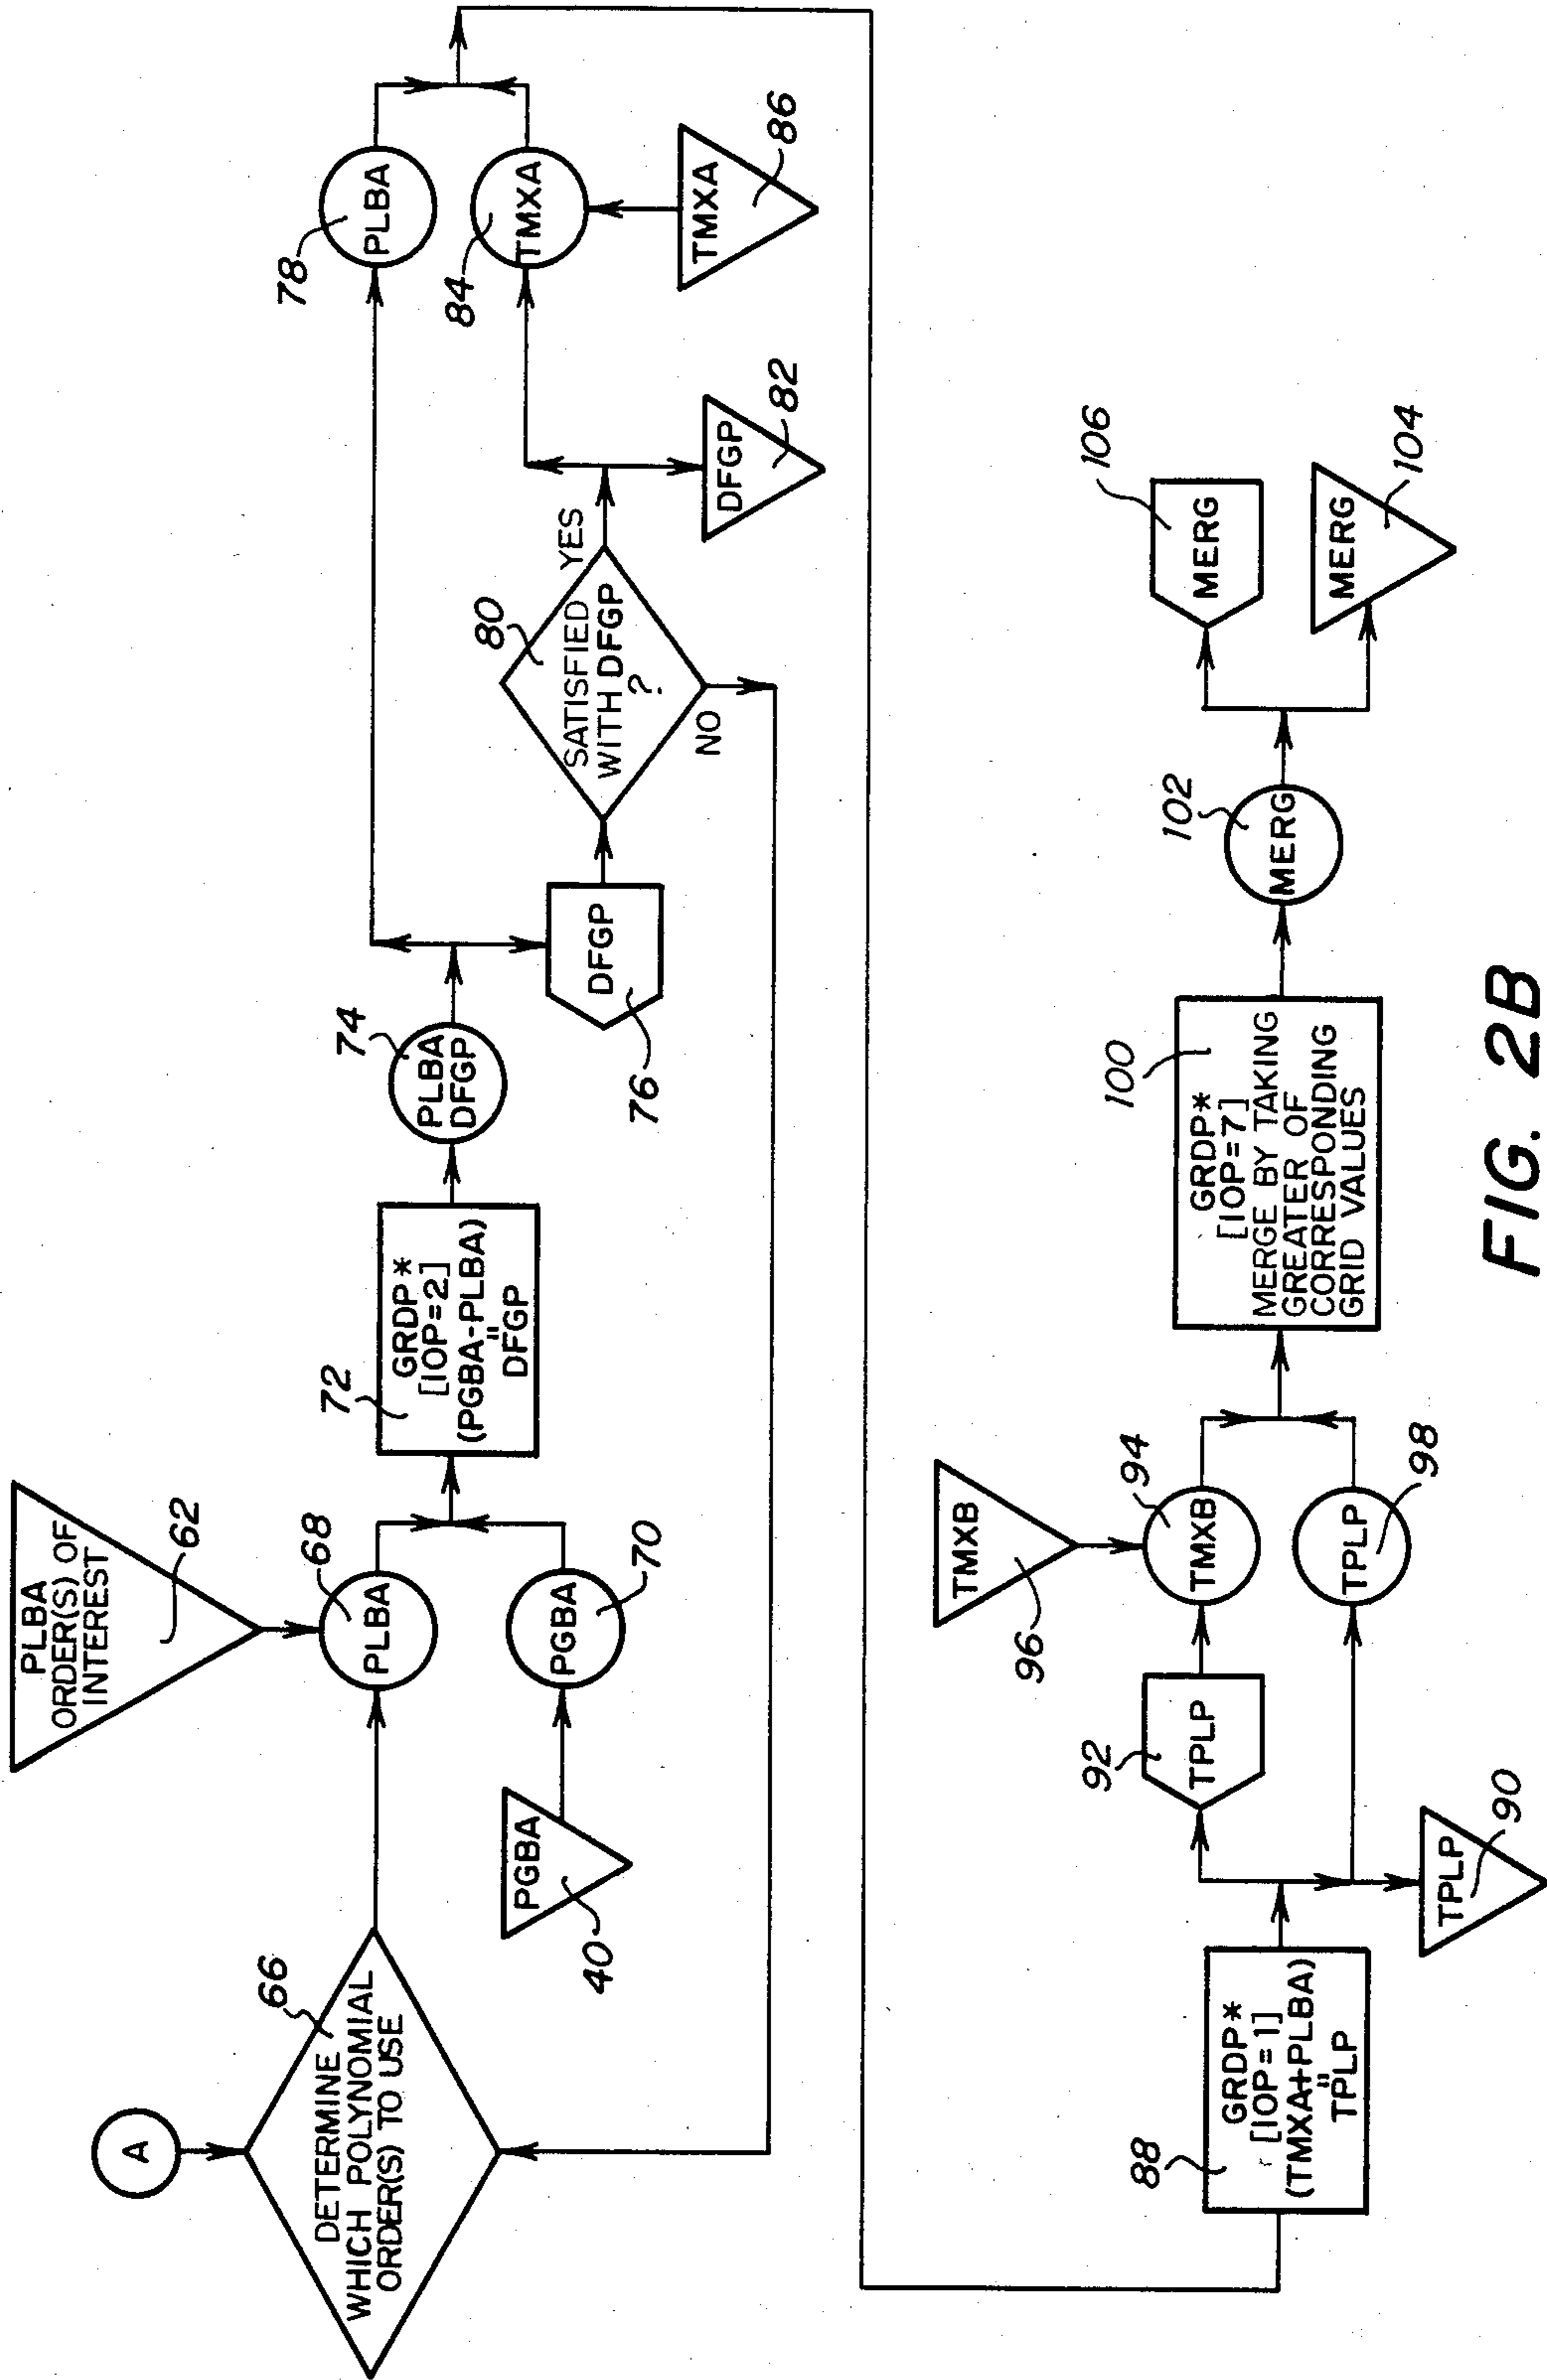 A
66
DETERMINE
WHICH POLYNOMIAL
ORDER(S) TO USE
PLBA
ORDER(S) OF
INTEREST
62
PLBA
68
PGBA
40
PGBA
70
72
GRDP*
[IOP=2]
(PGBA-PLBA)
=
DFGP
74
PLBA
DFGP
DFGP
76
78
PLBA
80
SATISFIED
WITH DFGP
?
YES
NO
DFGP
82
84
TMXA
TMXA
86
88
GRDP*
[IOP=1]
(TMXA+PLBA)
=
TPLP
TPLP
90
92
TPLP
TMXB
96
TMXB
94
TPLP
98
100
GRDP*
[IOP=7]
MERGE BY TAKING
GREATER OF
CORRESPONDING
GRID VALUES
102
MERG
106
MERG
MERG
104
FIG. 2B